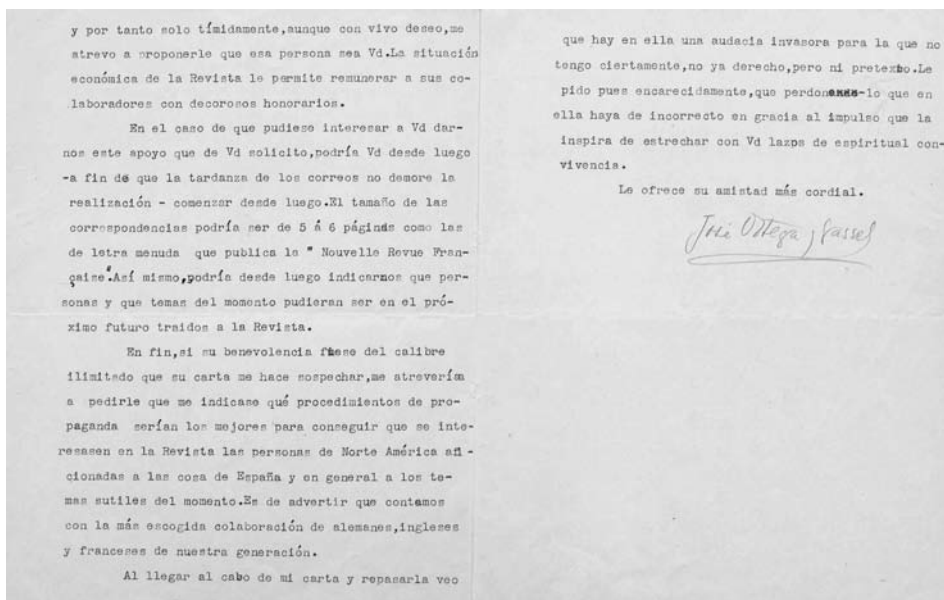 y por tanto solo tímidamente,aunque con vivo deseo,me
atrevo a proponerle que esa persona sea Vd.La situación
económica de la Revista le permite remunerar a sus co-
laboradores con decorosos honorarios.
En el caso de que pudiese interesar a Vd dar-
nos este apoyo que de Vd solicito,podría Vd desde luego
-a fin de que la tardanza de los correos no demore la
realización - comenzar desde luego.El tamaño de las
correspondencias podría ser de 5 á 6 páginas como las
de letra menuda que publica la " Nouvelle Revue Fran-
çaise".Así mismo,podría desde luego indicarnos que per-
sonas y que temas del momento pudieran ser en el pró-
ximo futuro traidos a la Revista.
En fin,si su benevolencia fuese del calibre
ilimitado que su carta me hace sospechar,me atrevería
a pedirle que me indicase qué procedimientos de pro-
paganda serían los mejores para conseguir que se inte-
resasen en la Revista las personas de Norte América afi-
cionadas a las cosa de España y en general a los te-
mas sutiles del momento.Es de advertir que contamos
con la más escogida colaboración de alemanes,ingleses
y franceses de nuestra generación.
Al llegar al cabo de mi carta y repasarla veo
que hay en ella una audacia invasora para la que no
tengo ciertamente,no ya derecho,pero ni pretexto.Le
pido pues encarecidamente,que perdone lo que en
ella haya de incorrecto en gracia al impulso que la
inspira de estrechar con Vd lazos de espiritual con-
vivencia.
Le ofrece su amistad más cordial.
José Ortega y Gasset